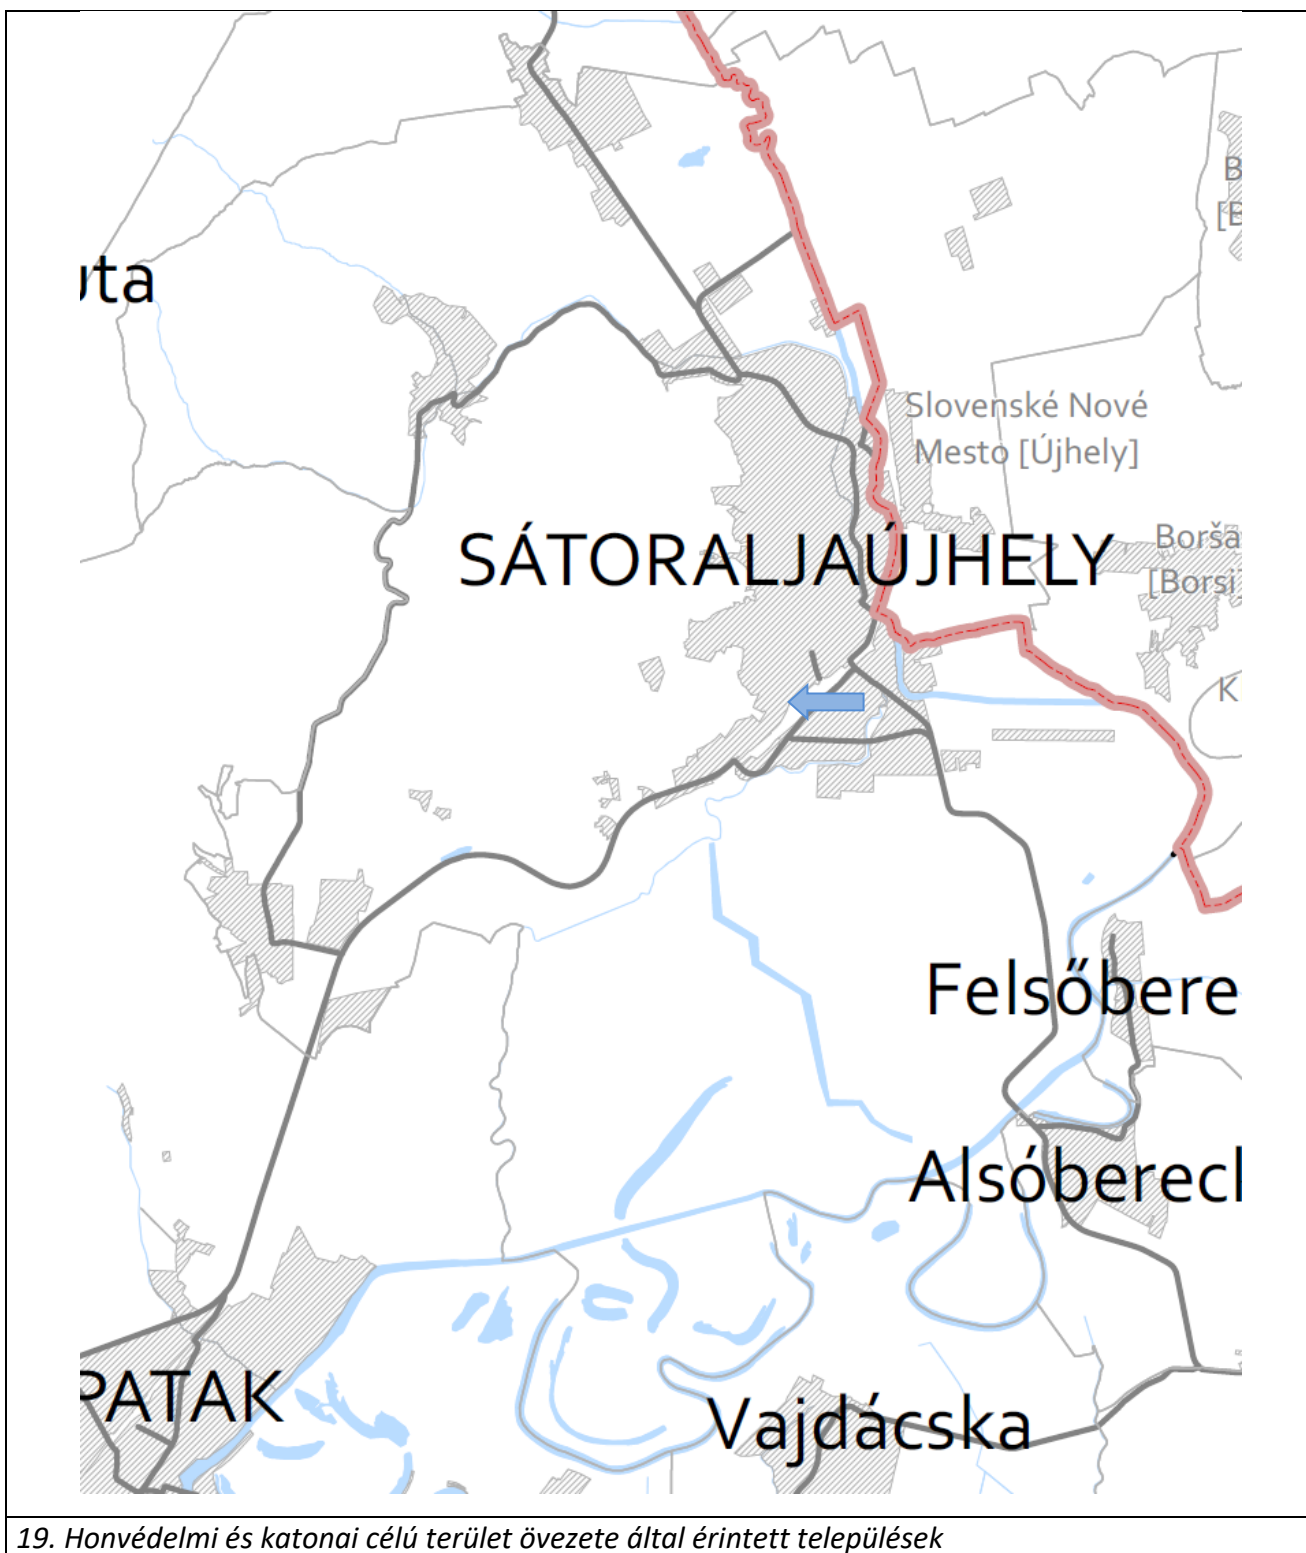 uta
B
[B
Slovenské Nové
Mesto [Újhely]
SÁTORALJAÚJHELY
Borša
[Borsi]
K
Felsőbere
Alsóberecl
PATAK
Vajdácska
19. Honvédelmi és katonai célú terület övezete által érintett települések